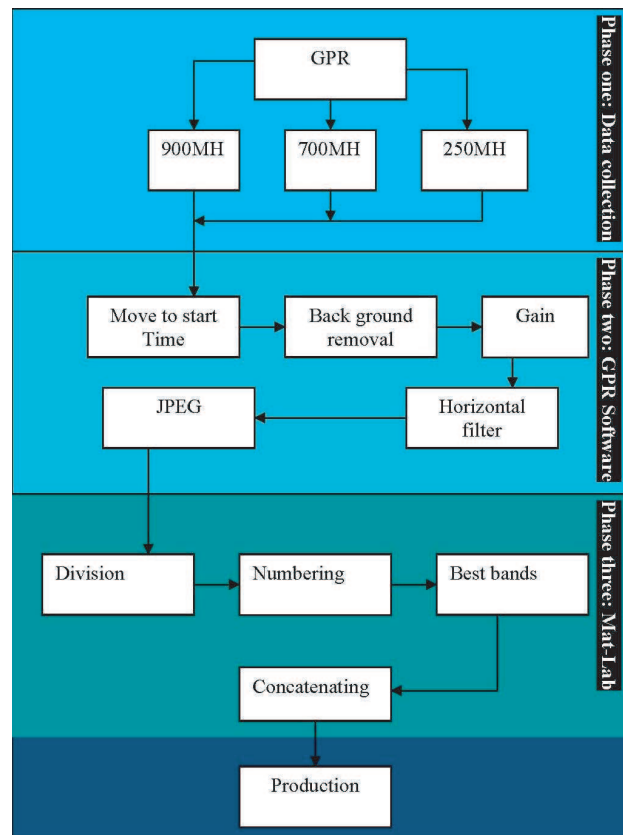 GPR
900MH
700MH
250MH
Phase one: Data collection
Move to start
Time
Back ground
removal
Gain
Horizontal
filter
JPEG
Phase two: GPR Software
Division
Numbering
Best bands
Concatenating
Phase three: Mat-Lab
Production